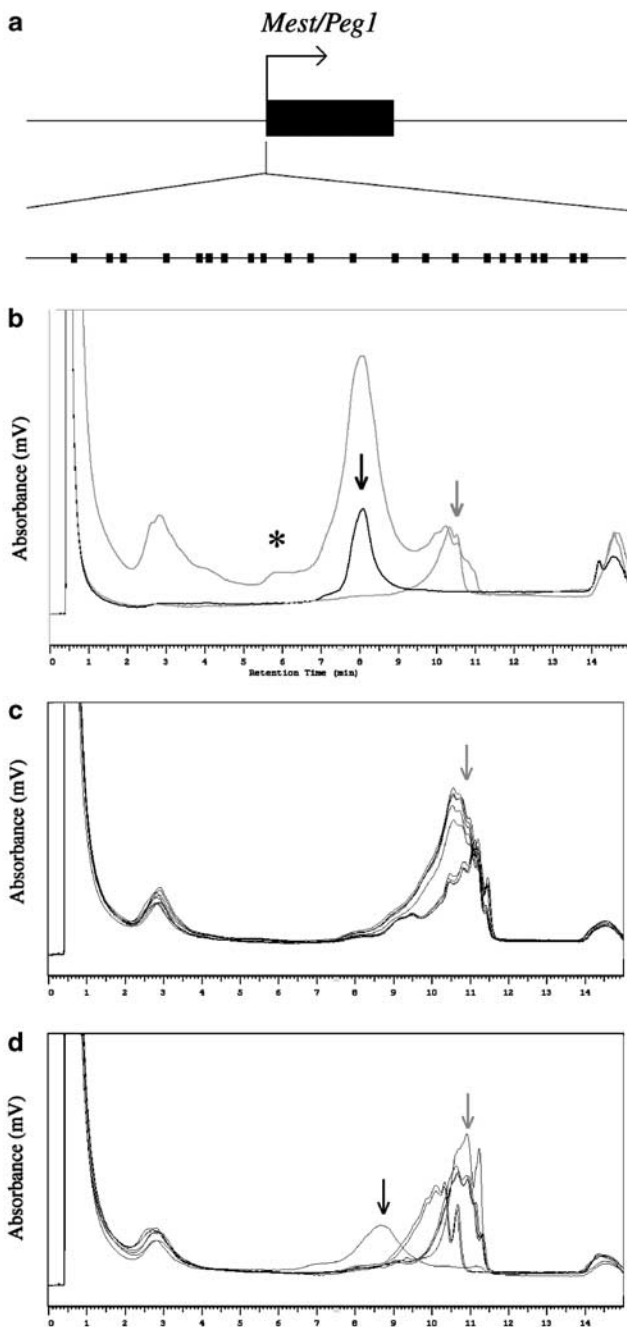 a
Mest/Peg1
b
Absorbance (mV)
*
0 1 2 3 4 5 6 7 8 9 10 11 12 13 14
Retention Time (min)
c
Absorbance (mV)
0 1 2 3 4 5 6 7 8 9 10 11 12 13 14
d
Absorbance (mV)
0 1 2 3 4 5 6 7 8 9 10 11 12 13 14